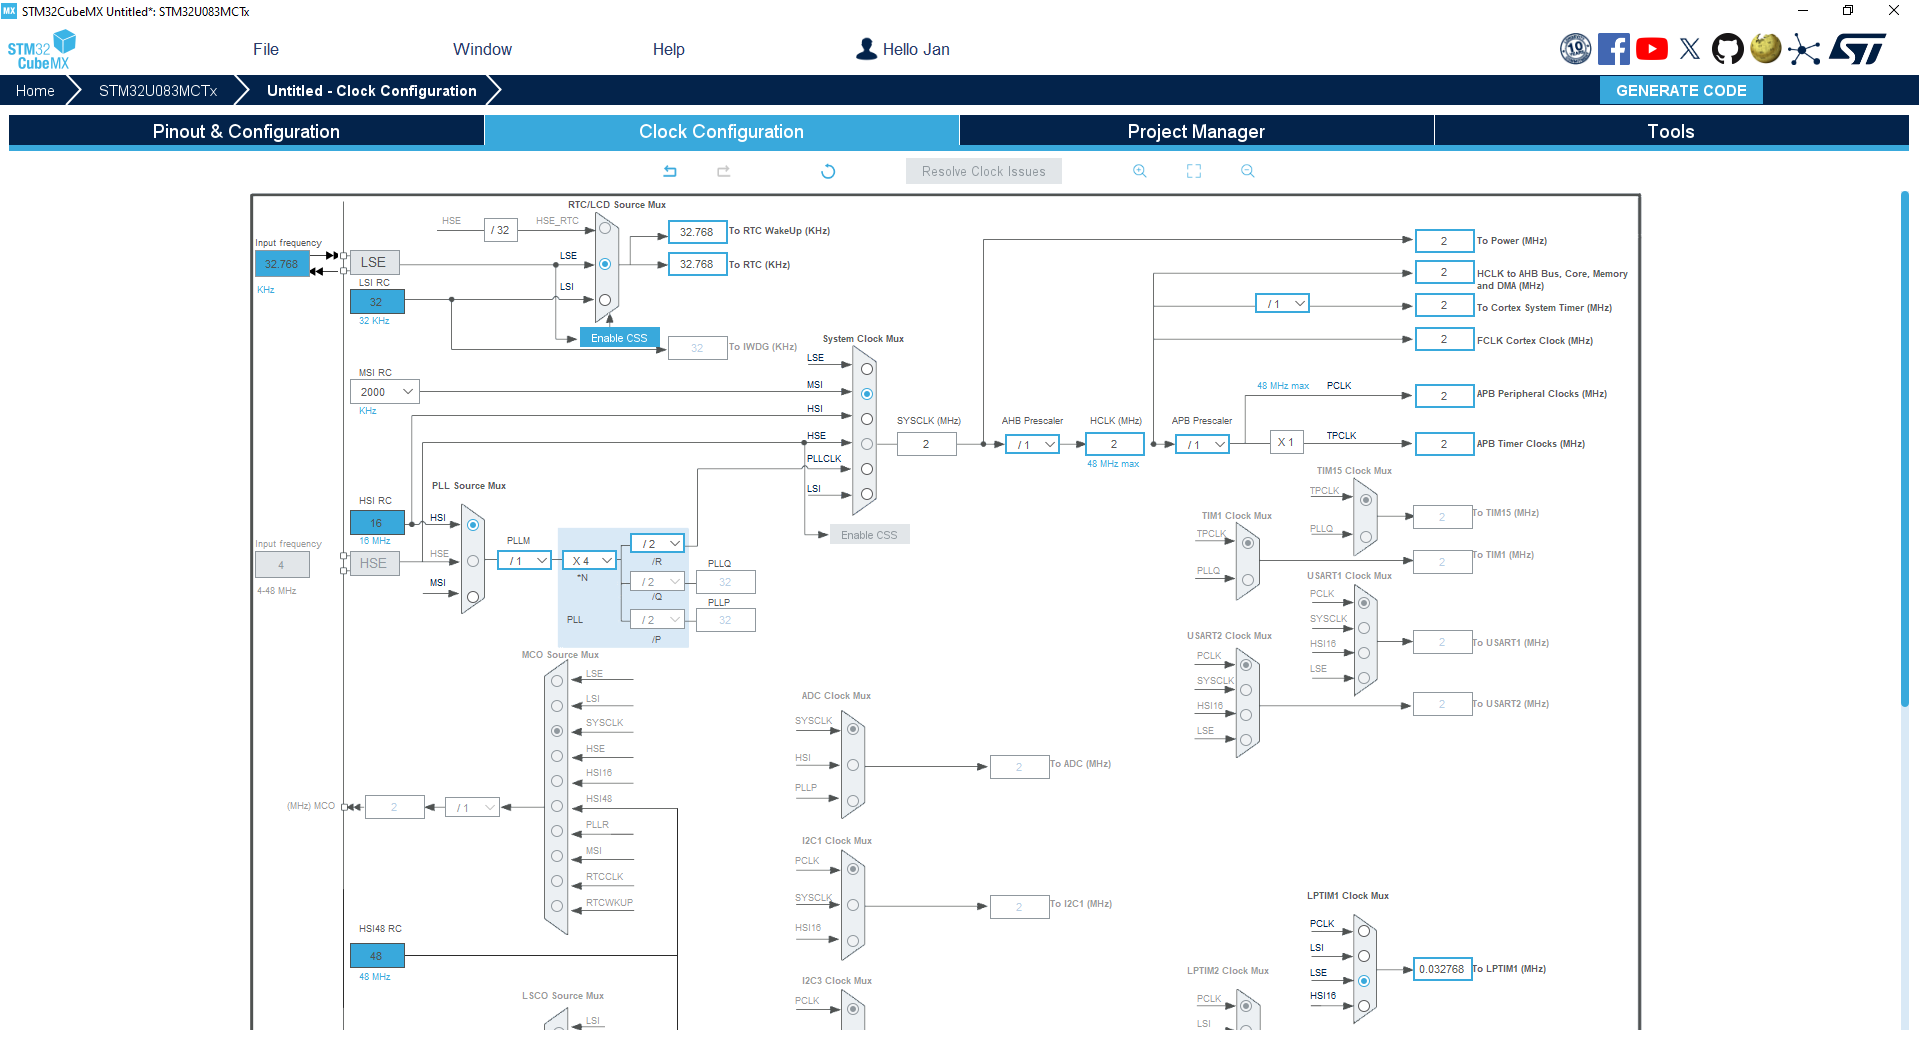 MX STM32CubeMX Untitled*: STM32U083MCTx
STM32 CubeMX
File Window Help Hello Jan
10
Home STM32U083MCTx Untitled - Clock Configuration GENERATE CODE
Pinout & Configuration Clock Configuration Project Manager Tools
Resolve Clock Issues
RTC/LCD Source Mux
HSE / 32 HSE_RTC 32.768 To RTC WakeUp (KHz)
Input frequency
32.768
KHz
LSE LSE 32.768 To RTC (KHz)
LSI RC
32
32 KHz
LSI
Enable CSS
32 To IWDG (KHz)
2 To Power (MHz)
2 HCLK to AHB Bus, Core, Memory
and DMA (MHz)
/ 1 2 To Cortex System Timer (MHz)
2 FCLK Cortex Clock (MHz)
System Clock Mux
LSE
MSI
HSI
HSE
PLLCLK
LSI
MSI RC
2000
KHz
SYSCLK (MHz)
2
AHB Prescaler
/ 1
HCLK (MHz)
2
48 MHz max
APB Prescaler
/ 1
48 MHz max PCLK 2 APB Peripheral Clocks (MHz)
X 1 TPCLK 2 APB Timer Clocks (MHz)
Enable CSS
PLL Source Mux
HSI RC
16
16 MHz
HSI
HSE
MSI
Input frequency
4
4-48 MHz
HSE
PLLM
/ 1
X 4
*N
PLL
/ 2
/R
/ 2
/Q
/ 2
/P
PLLQ
32
PLLP
32
TIM15 Clock Mux
TPCLK
PLLQ
2 To TIM15 (MHz)
TIM1 Clock Mux
TPCLK
PLLQ
2 To TIM1 (MHz)
USART1 Clock Mux
PCLK
SYSCLK
HSI16
LSE
2 To USART1 (MHz)
USART2 Clock Mux
PCLK
SYSCLK
HSI16
LSE
2 To USART2 (MHz)
MCO Source Mux
LSE
LSI
SYSCLK
HSE
HSI16
HSI48
PLLR
MSI
RTCCLK
RTCWKUP
(MHz) MCO 2 / 1
HSI48 RC
48
48 MHz
LSCO Source Mux
LSI
ADC Clock Mux
SYSCLK
HSI
PLLP
2 To ADC (MHz)
I2C1 Clock Mux
PCLK
SYSCLK
HSI16
2 To I2C1 (MHz)
I2C3 Clock Mux
PCLK
LPTIM1 Clock Mux
PCLK
LSI
LSE
HSI16
0.032768 To LPTIM1 (MHz)
LPTIM2 Clock Mux
PCLK
LSI